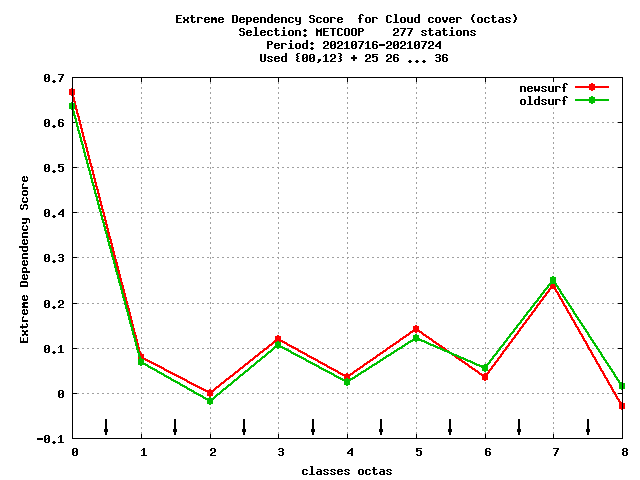 Extreme Dependency Score  for Cloud cover (octas)
Selection: METCOOP    277 stations
Period: 20210716-20210724
Used {00,12} + 25 26 ... 36
newsurf
oldsurf
0.7
0.6
0.5
0.4
0.3
0.2
0.1
0
-0.1
Extreme Dependency Score
0 1 2 3 4 5 6 7 8
classes octas